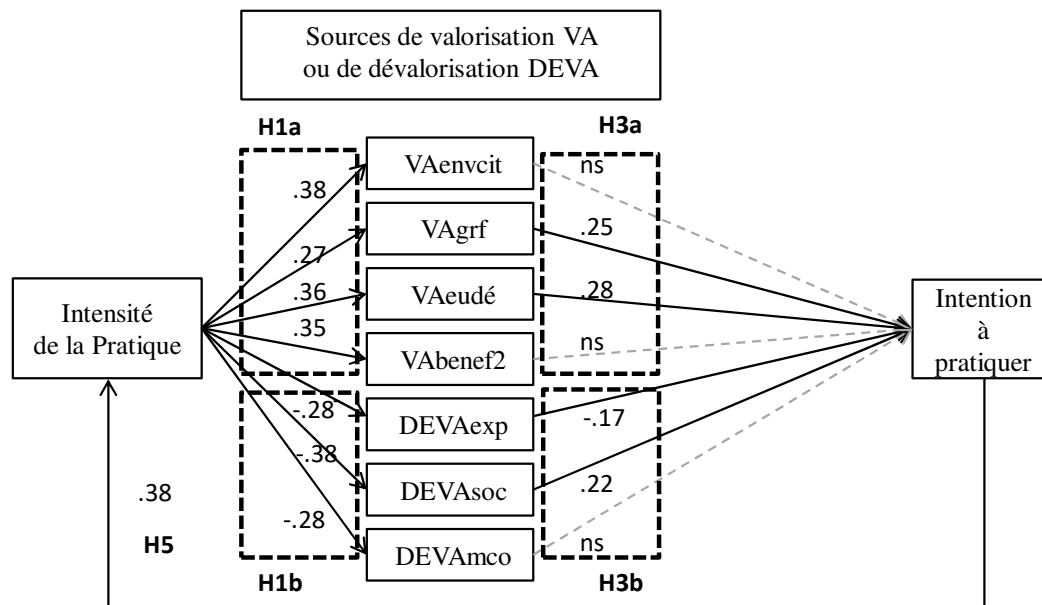 Sources de valorisation VA
ou de dévalorisation DEVA
H1a
H3a
VAenvcit
ns
.38
VAgrf
.25
.27
VAeudé
.28
.36
Intensité
de la Pratique
Intention
à
pratiquer
.35
VAbenef2
ns
-.28
DEVAexp
-.17
-.38
DEVAsoc
.22
.38
-.28
H5
DEVAmco
ns
H1b
H3b